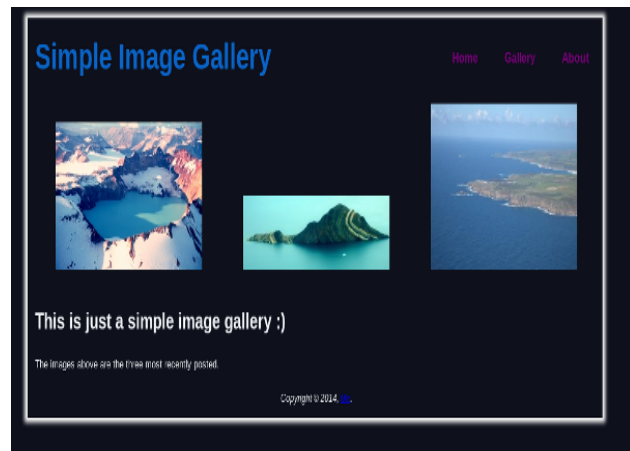 Simple Image Gallery
Home Gallery About
This is just a simple image gallery :)
The images above are the three most recently posted.
Copyright © 2014, .